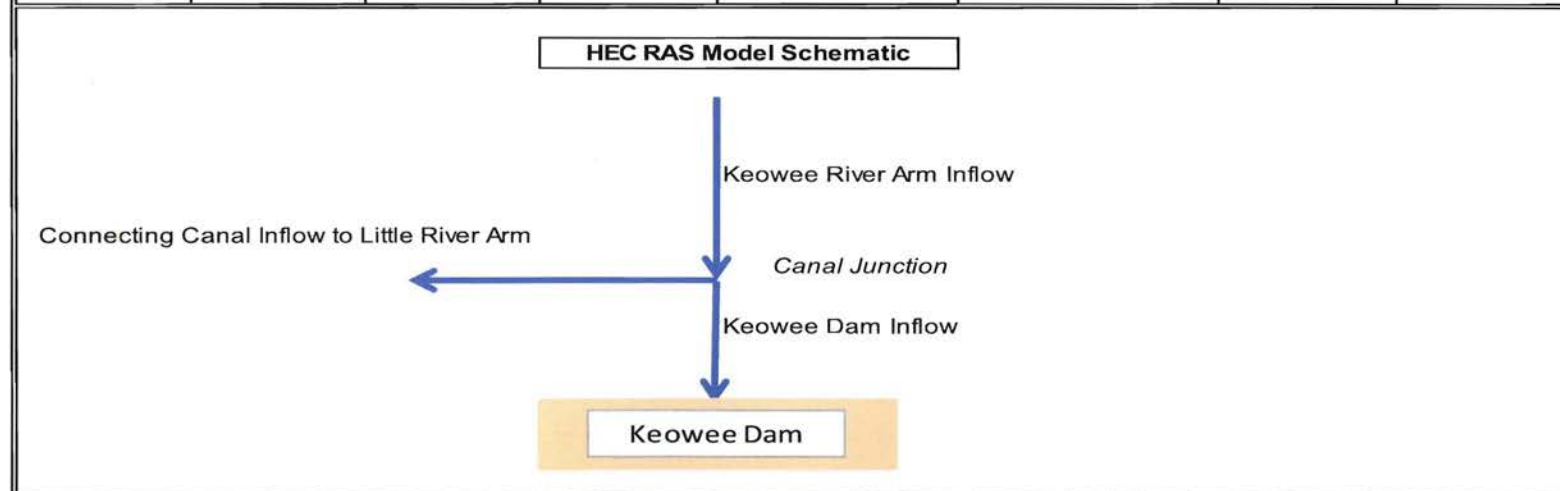 HEC RAS Model Schematic
Keowee River Arm Inflow
Connecting Canal Inflow to Little River Arm
Canal Junction
Keowee Dam Inflow
Keowee Dam